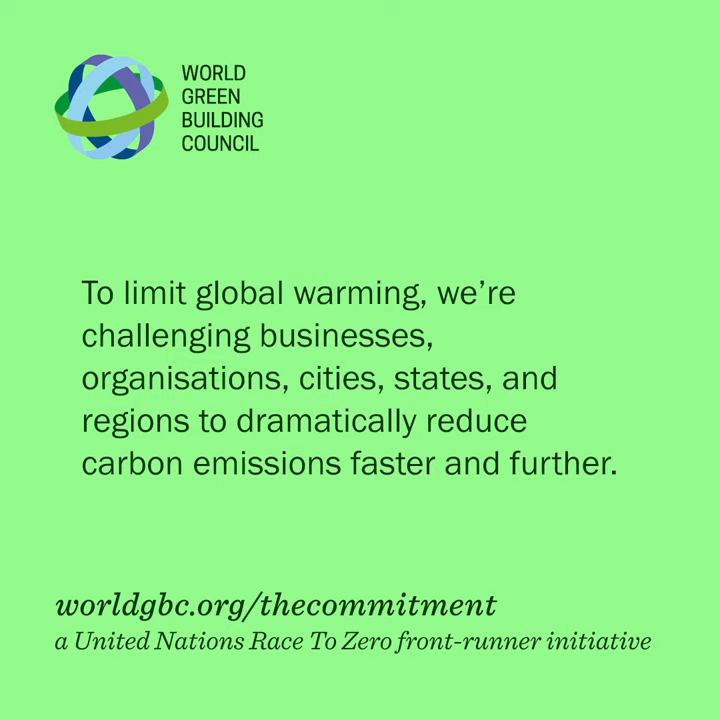 WORLD
GREEN
BUILDING
COUNCIL
To limit global warming, we’re
challenging businesses,
organisations, cities, states, and
regions to dramatically reduce
carbon emissions faster and further.
worldgbc.org/thecommitment
a United Nations Race To Zero front-runner initiative